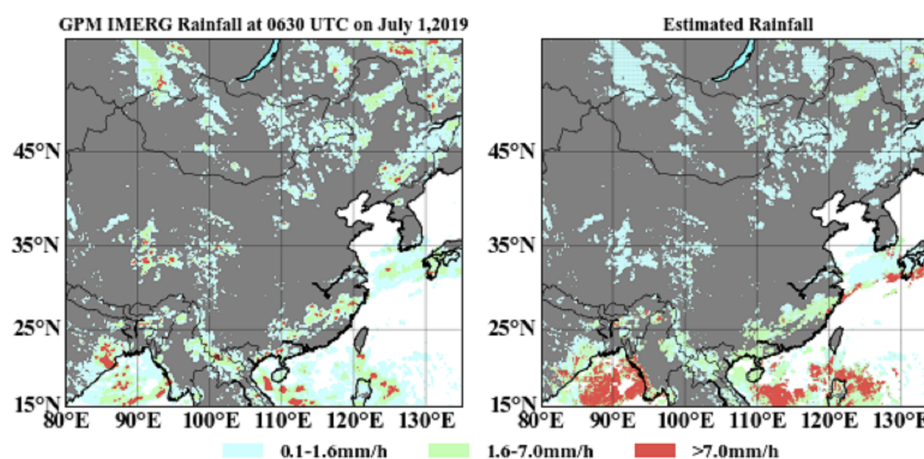 GPM IMERG Rainfall at 0630 UTC on July 1,2019
Estimated Rainfall
45°N
35°N
25°N
15°N
80°E 90°E 100°E 110°E 120°E 130°E
45°N
35°N
25°N
15°N
80°E 90°E 100°E 110°E 120°E 130°E
0.1-1.6mm/h 1.6-7.0mm/h >7.0mm/h